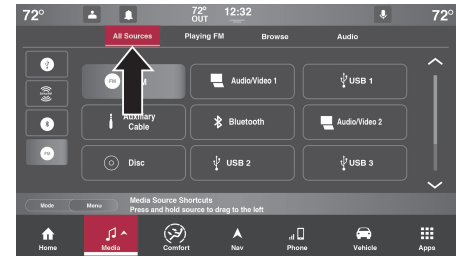 72° 72° OUT 12:32 72°
All Sources Playing FM Browse Audio
FM M Audio/Video 1 USB 1
Auxiliary Cable Bluetooth Audio/Video 2
Disc USB 2 USB 3
FM
Mode Menu Media Source Shortcuts
Press and hold source to drag to the left
Home Media Comfort Nav Phone Vehicle Apps